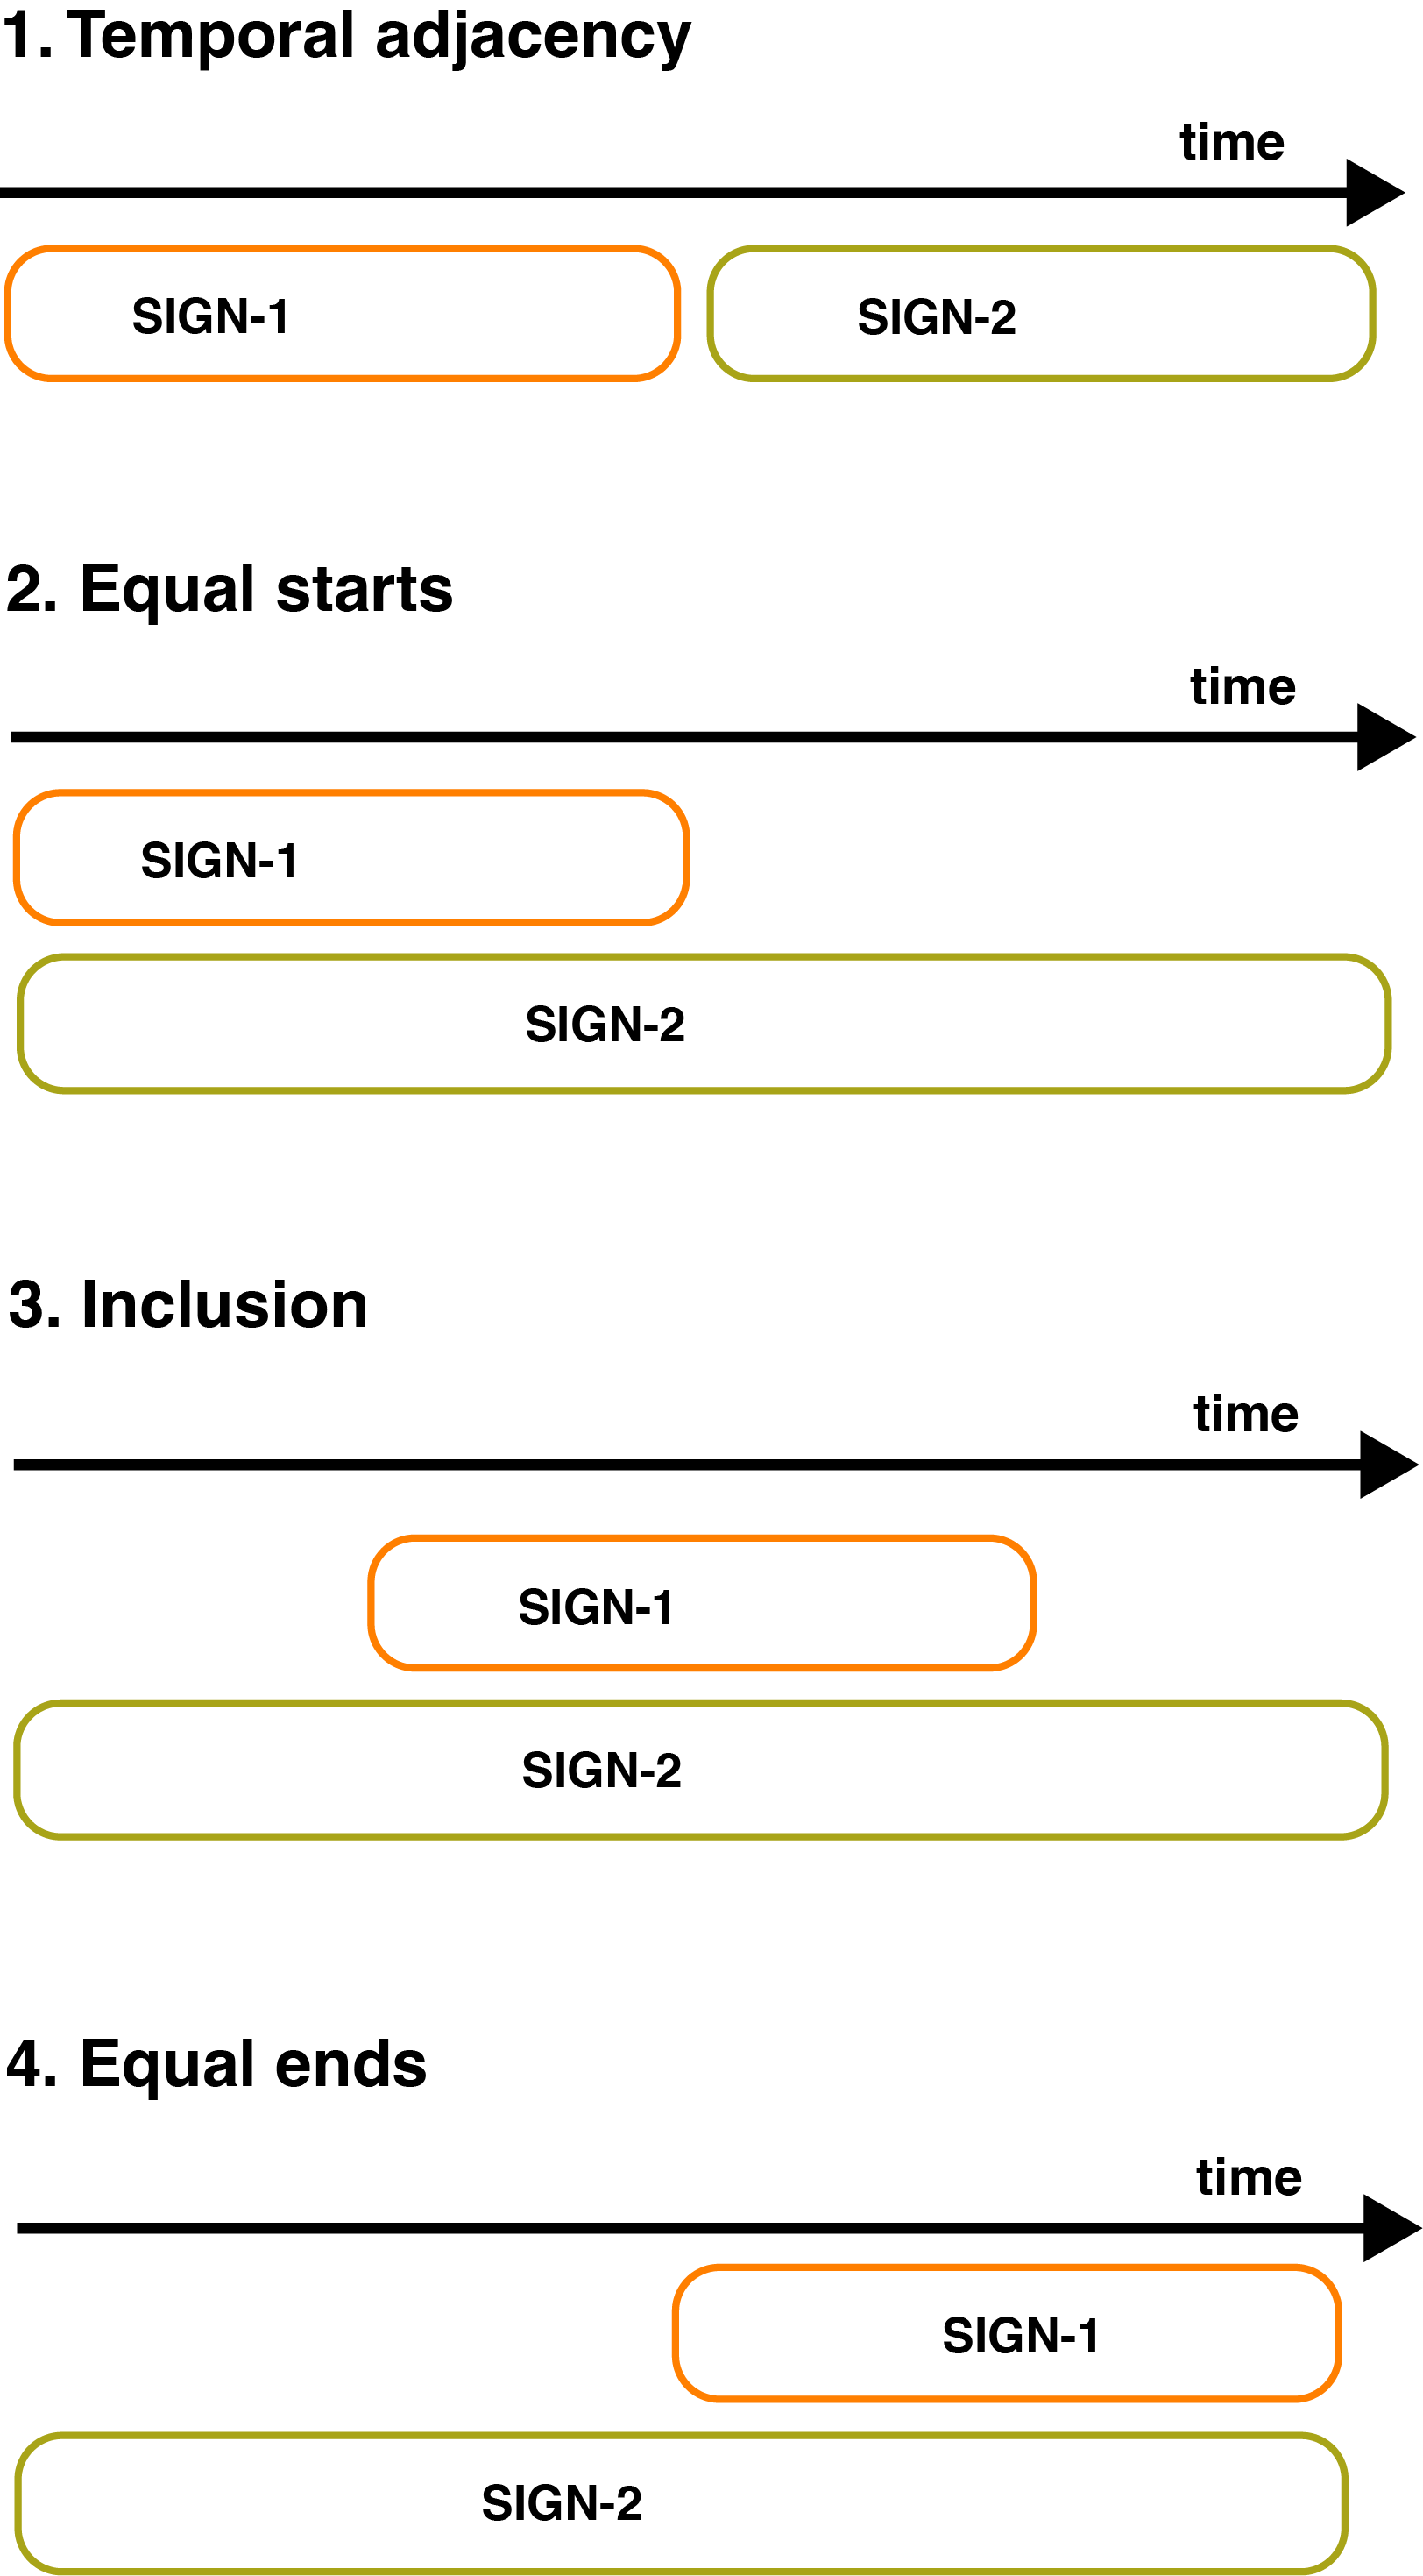 1. Temporal adjacency
time
SIGN-1
SIGN-2
2. Equal starts
time
SIGN-1
SIGN-2
3. Inclusion
time
SIGN-1
SIGN-2
4. Equal ends
time
SIGN-1
SIGN-2